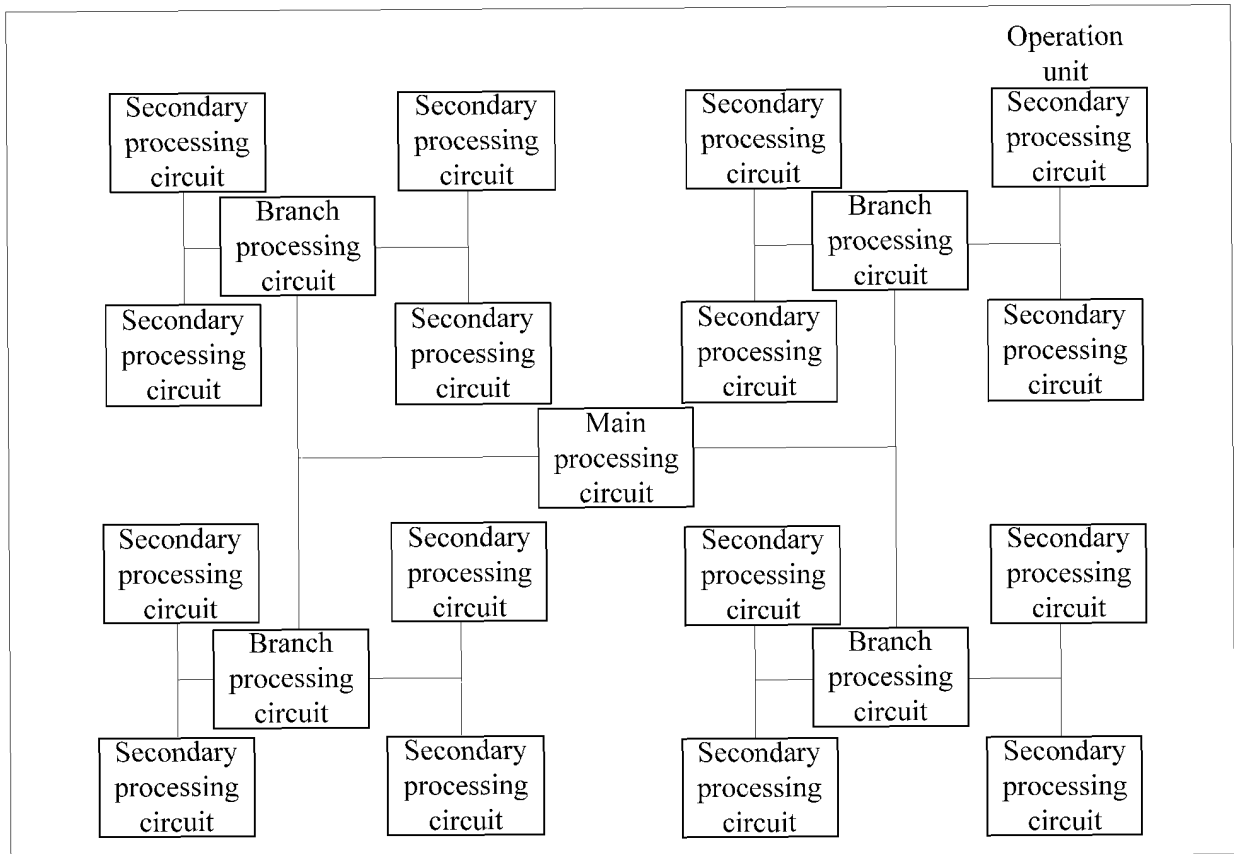 Operation
unit
Secondary
processing
circuit
Secondary
processing
circuit
Secondary
processing
circuit
Secondary
processing
circuit
Branch
processing
circuit
Branch
processing
circuit
Secondary
processing
circuit
Secondary
processing
circuit
Secondary
processing
circuit
Secondary
processing
circuit
Main
processing
circuit
Secondary
processing
circuit
Secondary
processing
circuit
Secondary
processing
circuit
Secondary
processing
circuit
Branch
processing
circuit
Branch
processing
circuit
Secondary
processing
circuit
Secondary
processing
circuit
Secondary
processing
circuit
Secondary
processing
circuit